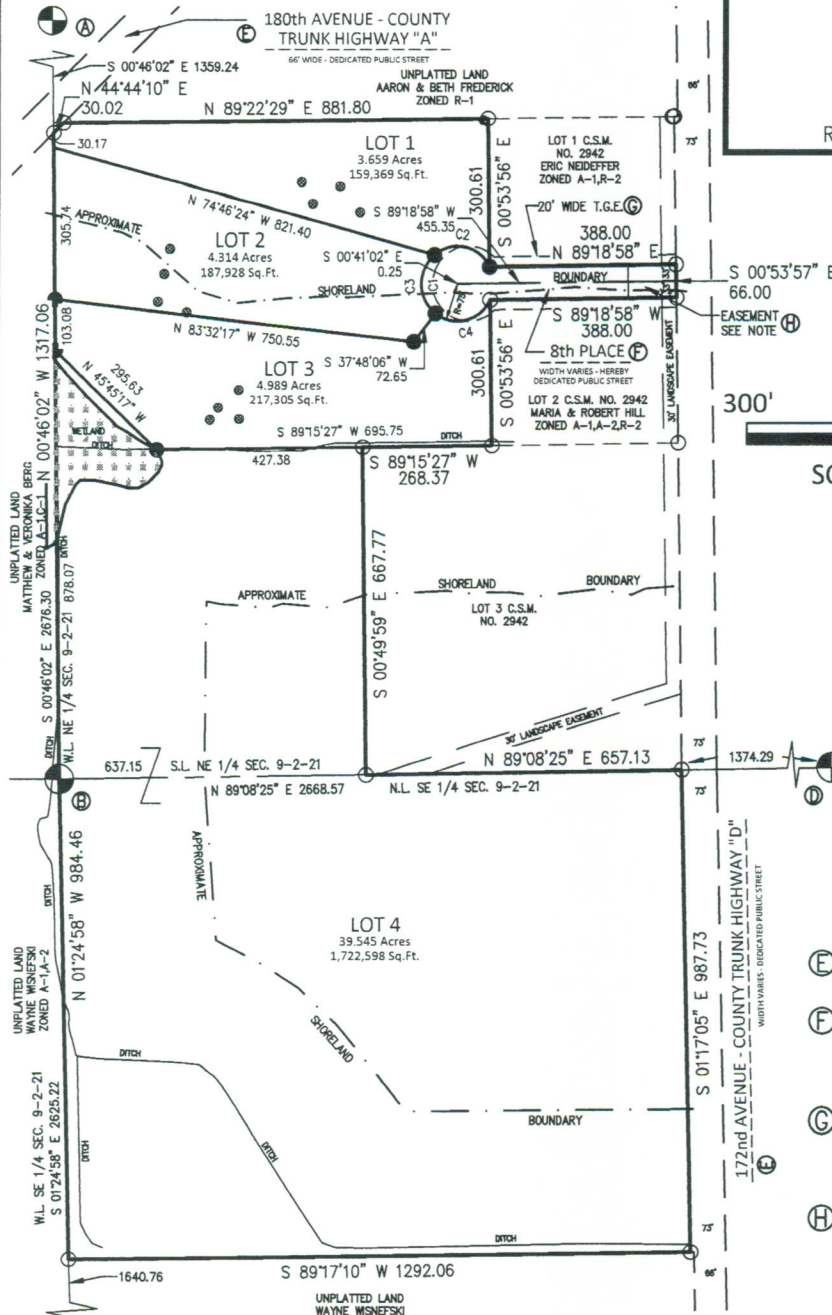 180th AVENUE - COUNTY
TRUNK HIGHWAY "A"
66' WIDE - DEDICATED PUBLIC STREET
A
E
S 00°46'02" E 1359.24
N 44°44'10" E
30.02
N 89°22'29" E 881.80
UNPLATTED LAND
AARON & BETH FREDERICK
ZONED R-1
66'
73'
R
30.17
LOT 1
3.659 Acres
159,369 Sq.Ft.
S 00°53'56" E
300.61
LOT 1 C.S.M.
NO. 2942
ERIC NEIDEFFER
ZONED A-1,R-2
20' WIDE T.G.E. G
388.00
N 89°18'58" E
N 74°46'24" W 821.40
S 89°18'58" W
455.35
C2
305.74
APPROXIMATE
LOT 2
4.314 Acres
187,928 Sq.Ft.
S 00°41'02" E
0.25
SHORELAND
C3
C1
R=75'
C4
BOUNDARY
33'
33'
S 00°53'57" E
66.00
S 89°18'58" W
388.00
EASEMENT
SEE NOTE H
8th PLACE F
WIDTH VARIES - HEREBY
DEDICATED PUBLIC STREET
103.08
N 83°32'17" W 750.55
S 37°48'06" W
72.65
LOT 3
4.989 Acres
217,305 Sq.Ft.
S 00°53'56" E
300.61
LOT 2 C.S.M. NO. 2942
MARIA & ROBERT HILL
ZONED A-1,A-2,R-2
30' LANDSCAPE EASEMENT
300'
SC
N 00°46'02" W 1317.06
295.63
N 45°45'17" W
WETLAND
DITCH
S 89°15'27" W 695.75
DITCH
427.38
S 89°15'27" W
268.37
UNPLATTED LAND
MATTHEW & VERONIKA BERG
ZONED A-1,C-1
S 00°46'02" E 2676.30
W.L. NE 1/4 SEC. 9-2-21
878.07
DITCH
DITCH
APPROXIMATE
SHORELAND
BOUNDARY
LOT 3 C.S.M.
NO. 2942
S 00°49'59" E 667.77
30' LANDSCAPE EASEMENT
637.15
S.L. NE 1/4 SEC. 9-2-21
N 89°08'25" E 2668.57
N.L. SE 1/4 SEC. 9-2-21
N 89°08'25" E 657.13
73'
73'
1374.29
D
B
DITCH
N 01°24'58" W 984.46
APPROXIMATE
LOT 4
39.545 Acres
1,722,598 Sq.Ft.
SHORELAND
BOUNDARY
UNPLATTED LAND
WAYNE WISNEFSKI
ZONED A-1,A-2
W.L. SE 1/4 SEC. 9-2-21
S 01°24'58" E 2625.22
DITCH
DITCH
DITCH
DITCH
S 01°17'05" E 987.73
172nd AVENUE - COUNTY TRUNK HIGHWAY "D"
WIDTH VARIES - DEDICATED PUBLIC STREET
E
E
F
G
H
73'
66'
1640.76
S 89°17'10" W 1292.06
UNPLATTED LAND
WAYNE WISNEFSKI